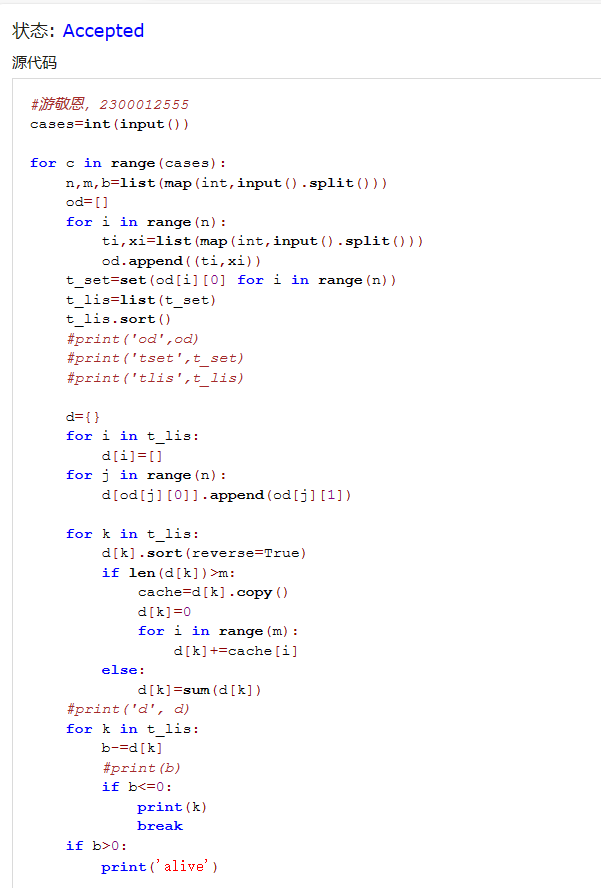 状态: Accepted
源代码
#游敬恩, 2300012555
cases=int(input())

for c in range(cases):
    n,m,b=list(map(int,input().split()))
    od=[]
    for i in range(n):
        ti,xi=list(map(int,input().split()))
        od.append((ti,xi))
    t_set=set(od[i][0] for i in range(n))
    t_lis=list(t_set)
    t_lis.sort()
    #print('od',od)
    #print('tset',t_set)
    #print('tlis',t_lis)

    d={}
    for i in t_lis:
        d[i]=[]
    for j in range(n):
        d[od[j][0]].append(od[j][1])

    for k in t_lis:
        d[k].sort(reverse=True)
        if len(d[k])>m:
            cache=d[k].copy()
            d[k]=0
            for i in range(m):
                d[k]+=cache[i]
        else:
            d[k]=sum(d[k])
    #print('d', d)
    for k in t_lis:
        b-=d[k]
        #print(b)
        if b<=0:
            print(k)
            break
    if b>0:
        print('alive')